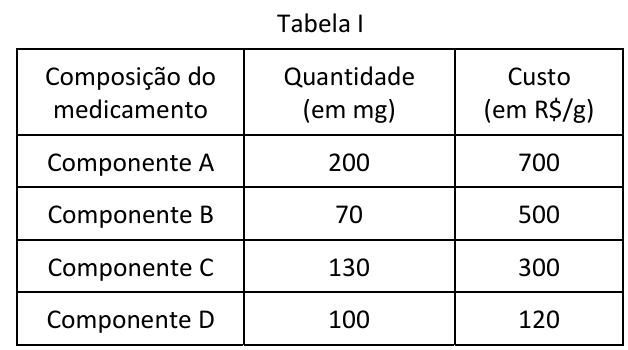 Tabela I
Composição do medicamento Quantidade (em mg) Custo (em R$/g)
Componente A 200 700
Componente B 70 500
Componente C 130 300
Componente D 100 120